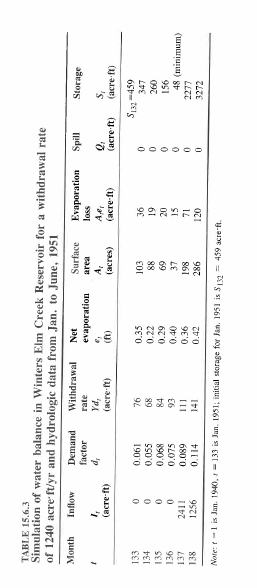 TABLE 15.6.3
Simulation of water balance in Winters Elm Creek Reservoir for a withdrawal rate
of 1240 acre·ft/yr and hydrologic data from Jan. to June, 1951
Month Inflow Demand factor Withdrawal rate Net evaporation Surface area Evaporation loss Spill Storage
t I_t d_t Yd_t e_t A_t A_t e_t Q_t S_t
(acre·ft) (acre·ft) (ft) (acres) (acre·ft) (acre·ft) (acre·ft)
S_132 = 459
133 0 0.061 76 0.35 103 36 0 347
134 0 0.055 68 0.22 88 19 0 260
135 0 0.068 84 0.29 69 20 0 156
136 0 0.075 93 0.40 37 15 0 48 (minimum)
137 2411 0.089 111 0.36 198 71 0 2277
138 1256 0.114 141 0.42 286 120 0 3272
Note: t = 1 is Jan. 1940, t = 133 is Jan. 1951; initial storage for Jan. 1951 is S_132 = 459 acre·ft.